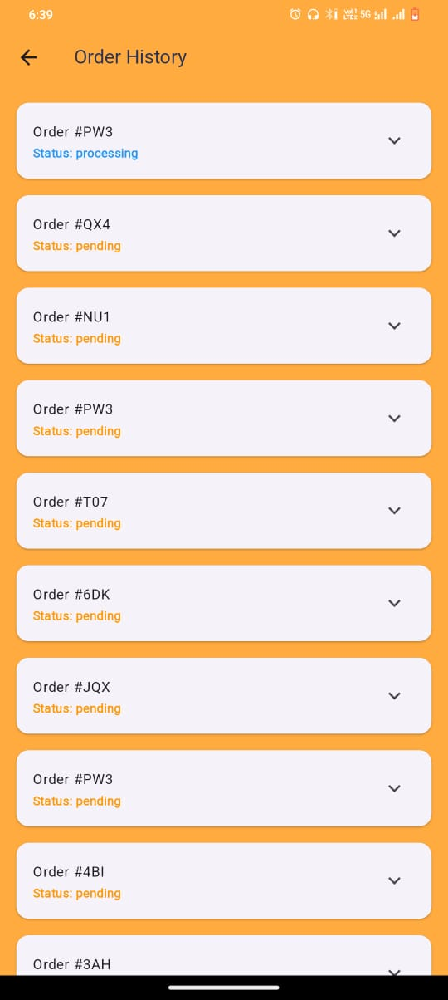 6:39
5G
Order History
Order #PW3
Status: processing
Order #QX4
Status: pending
Order #NU1
Status: pending
Order #PW3
Status: pending
Order #T07
Status: pending
Order #6DK
Status: pending
Order #JQX
Status: pending
Order #PW3
Status: pending
Order #4BI
Status: pending
Order #3AH